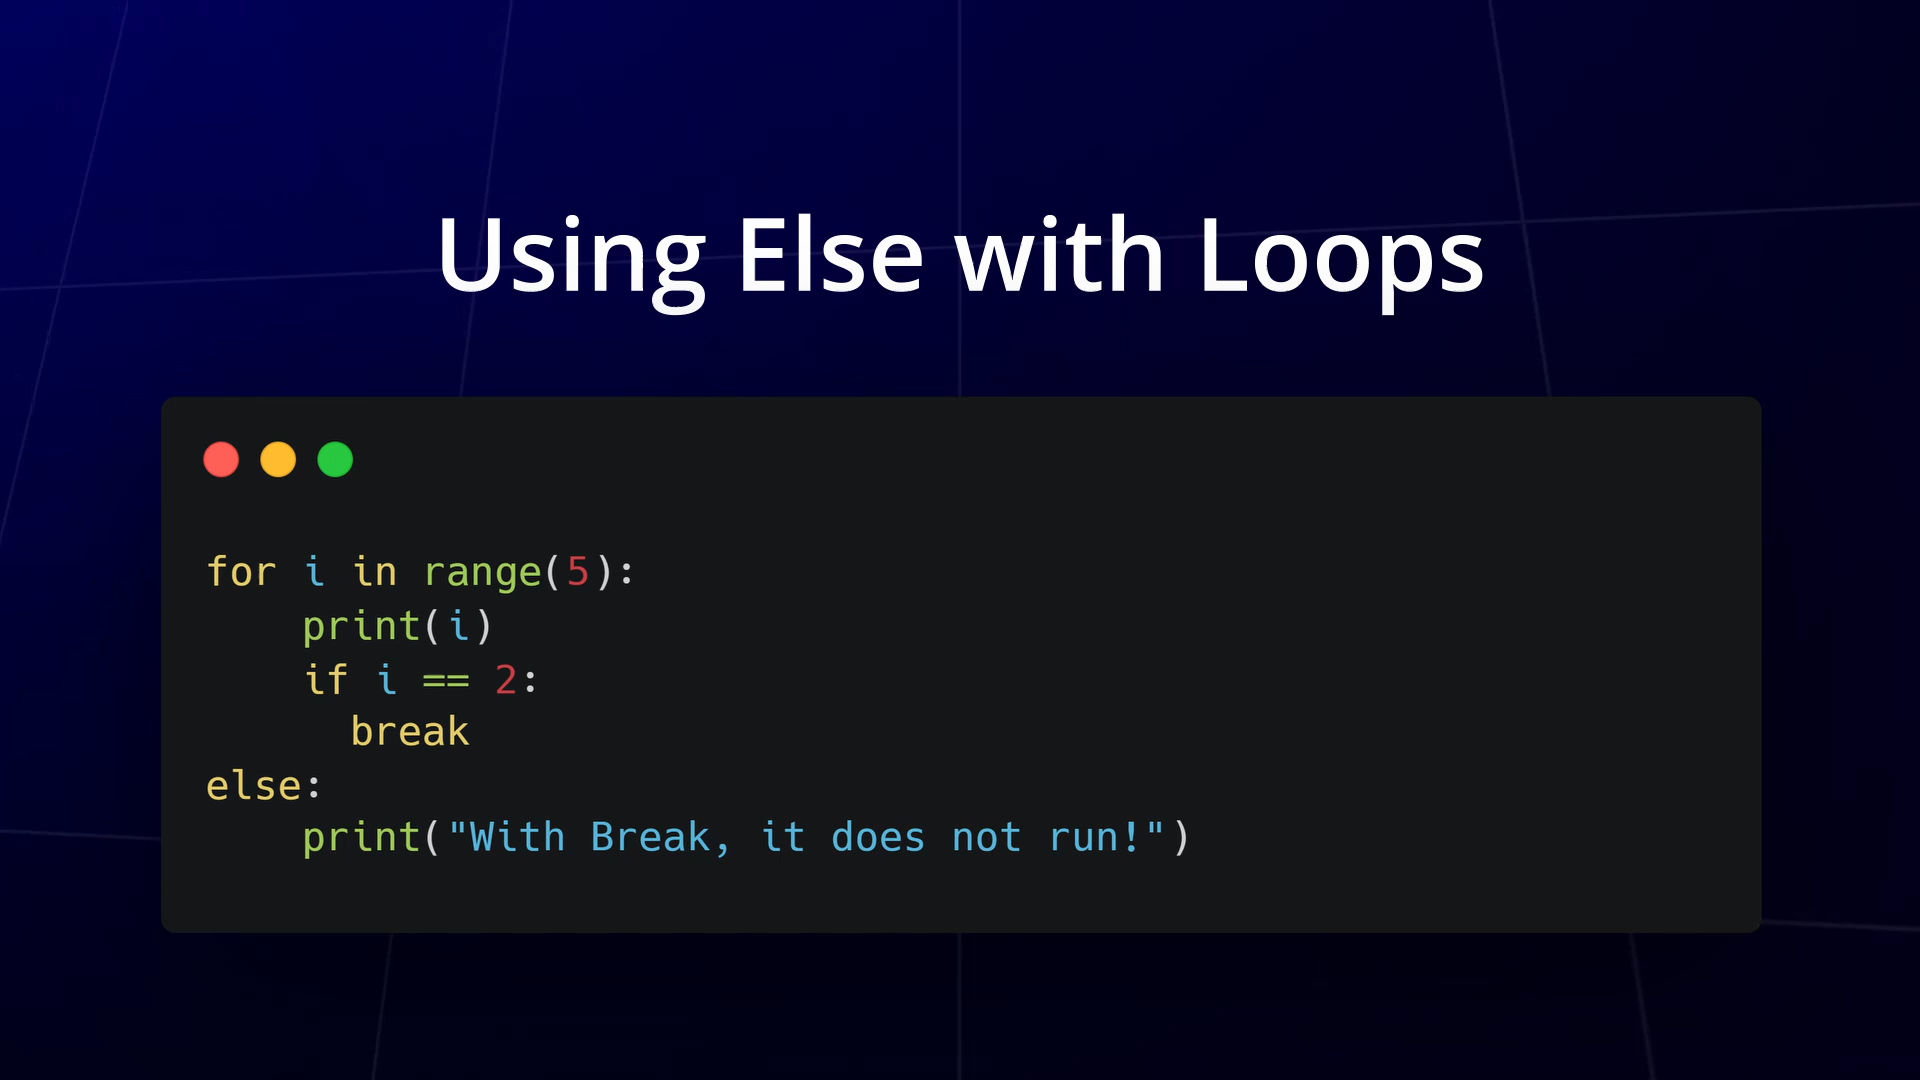 Using Else with Loops
for i in range(5):
    print(i)
    if i == 2:
      break
else:
    print("With Break, it does not run!")